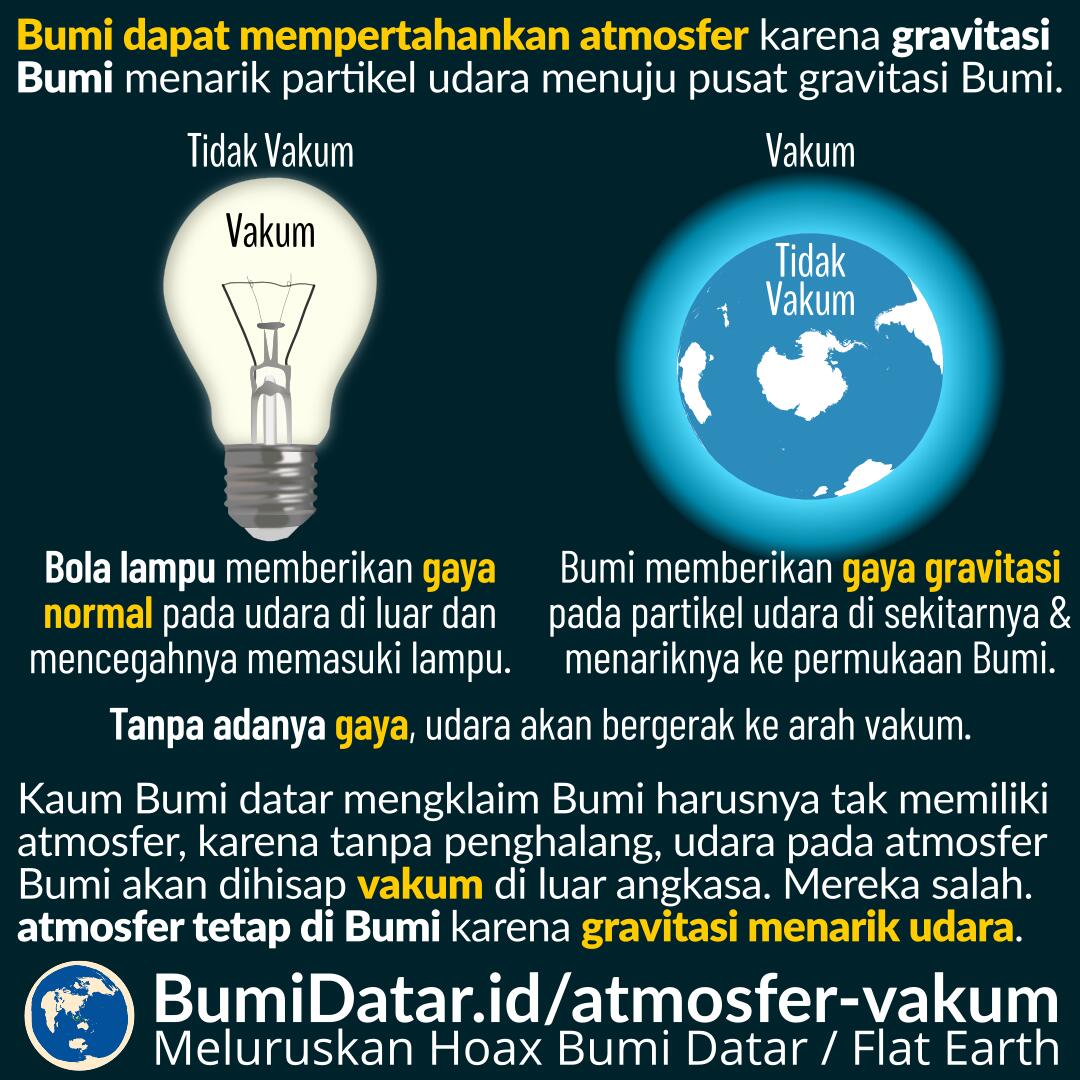 Bumi dapat mempertahankan atmosfer karena gravitasi
Bumi menarik partikel udara menuju pusat gravitasi Bumi.
Tidak Vakum
Vakum
Vakum
Tidak
Vakum
Bola lampu memberikan gaya
normal pada udara di luar dan
mencegahnya memasuki lampu.
Bumi memberikan gaya gravitasi
pada partikel udara di sekitarnya &
menariknya ke permukaan Bumi.
Tanpa adanya gaya, udara akan bergerak ke arah vakum.
Kaum Bumi datar mengklaim Bumi harusnya tak memiliki
atmosfer, karena tanpa penghalang, udara pada atmosfer
Bumi akan dihisap vakum di luar angkasa. Mereka salah.
atmosfer tetap di Bumi karena gravitasi menarik udara.
BumiDatar.id/atmosfer-vakum
Meluruskan Hoax Bumi Datar / Flat Earth